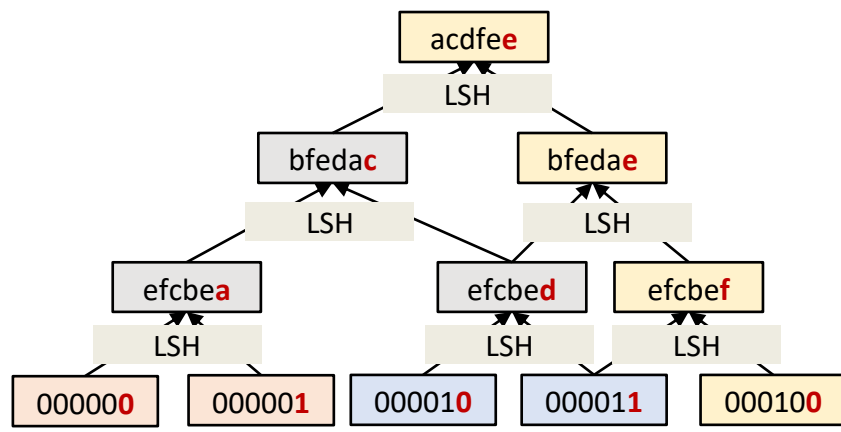 acdfee
LSH
bfedac
bfedae
LSH
LSH
efcbea
efcbed
efcbef
LSH
LSH
LSH
000000
000001
000010
000011
000100